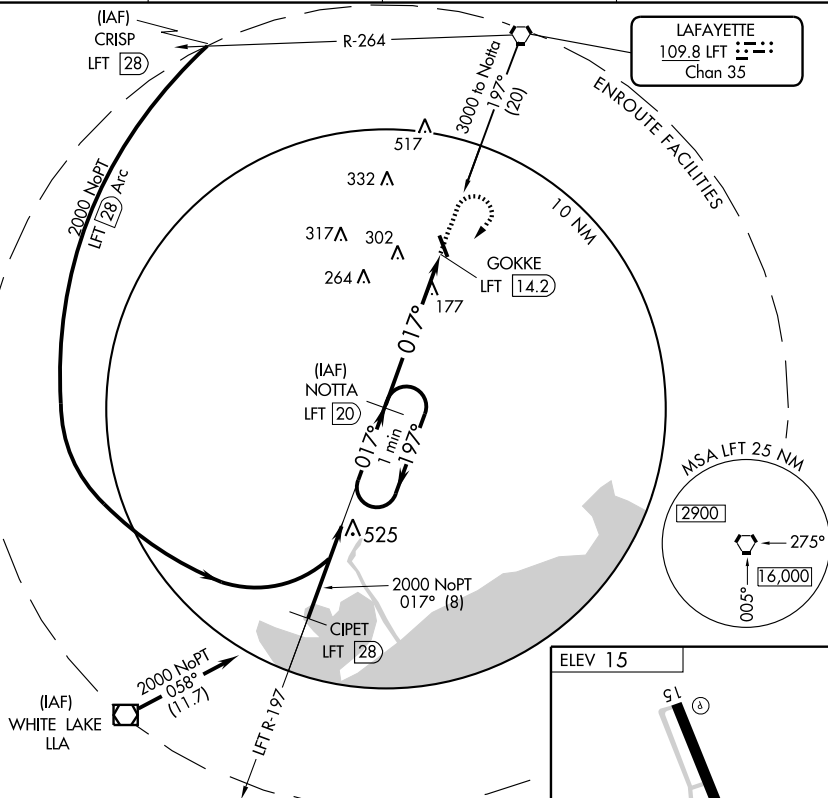 (IAF)
CRISP
LFT 28
R-264
LAFAYETTE
109.8 LFT
Chan 35
3000 to Notta
197°
(20)
ENROUTE FACILITIES
2000 NoPT
LFT 28 Arc
517
332
317
302
264
177
10 NM
GOKKE
LFT 14.2
017°
(IAF)
NOTTA
LFT 20
017°
1 min
197°
525
MSA LFT 25 NM
2900
275°
16,000
005°
2000 NoPT
017° (8)
CIPET
LFT 28
2000 NoPT
058°
(11.7)
(IAF)
WHITE LAKE
LLA
LFT R-197
ELEV 15
15
P